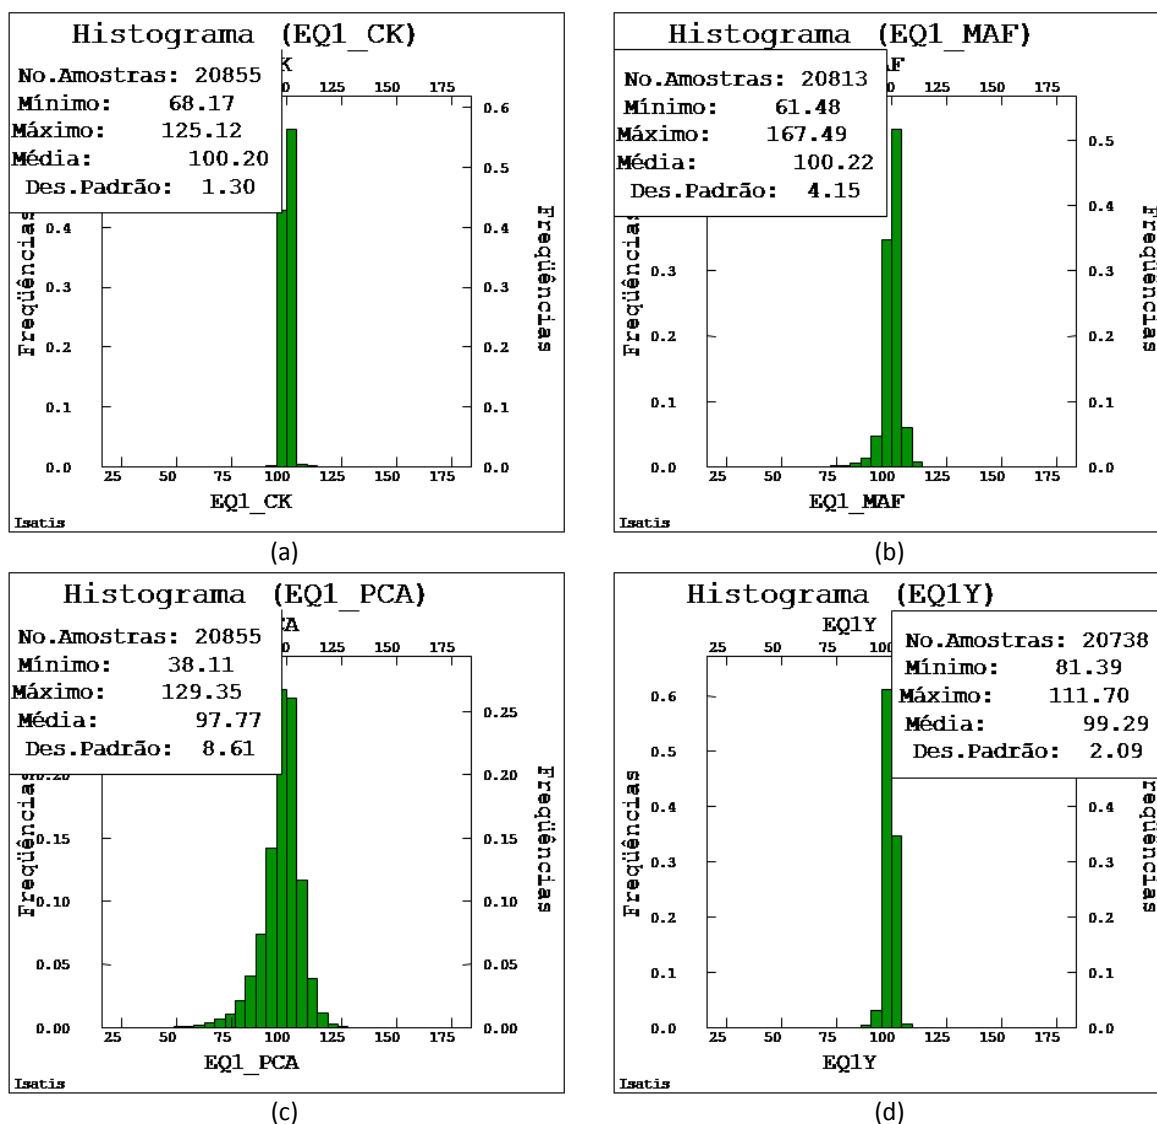 Histograma (EQ1_CK)
K
No.Amostras: 20855
Mínimo: 68.17
Máximo: 125.12
Média: 100.20
Des.Padrão: 1.30
100 125 150 175
0.6
0.5
0.4 0.4
0.3 0.3
0.2 0.2
0.1 0.1
0.0 0.0
Freqüências
Freqüências
25 50 75 100 125 150 175
EQ1_CK
Isatis
(a)
Histograma (EQ1_MAF)
AF
No.Amostras: 20813
Mínimo: 61.48
Máximo: 167.49
Média: 100.22
Des.Padrão: 4.15
125 150 175
0.5
0.4
0.3 0.3
0.2 0.2
0.1 0.1
0.0 0.0
Freqüências
Freqüências
25 50 75 100 125 150 175
EQ1_MAF
Isatis
(b)
Histograma (EQ1_PCA)
CA
No.Amostras: 20855
Mínimo: 38.11
Máximo: 129.35
Média: 97.77
Des.Padrão: 8.61
125 150 175
0.25
0.20 0.20
0.15 0.15
0.10 0.10
0.05 0.05
0.00 0.00
Freqüências
Freqüências
25 50 75 100 125 150 175
EQ1_PCA
Isatis
(c)
Histograma (EQ1Y)
EQ1Y
No.Amostras: 20738
Mínimo: 81.39
Máximo: 111.70
Média: 99.29
Des.Padrão: 2.09
25 50 75
0.6
0.5
0.4 0.4
0.3 0.3
0.2 0.2
0.1 0.1
0.0 0.0
Freqüências
reqüências
25 50 75 100 125 150 175
EQ1Y
Isatis
(d)